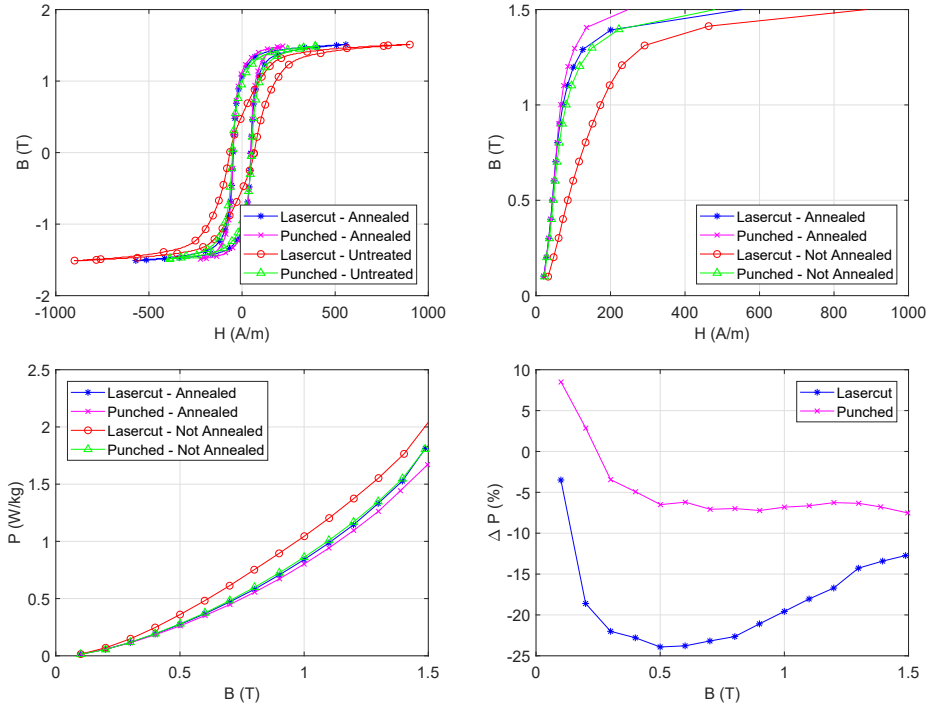 2
1
0
-1
-2
B (T)
-1000
-500
0
500
1000
H (A/m)
Lasercut - Annealed
Punched - Annealed
Lasercut - Untreated
Punched - Untreated
1.5
1
0.5
0
B (T)
0
200
400
600
800
1000
H (A/m)
Lasercut - Annealed
Punched - Annealed
Lasercut - Not Annealed
Punched - Not Annealed
2.5
2
1.5
1
0.5
0
P (W/kg)
0
0.5
1
1.5
B (T)
Lasercut - Annealed
Punched - Annealed
Lasercut - Not Annealed
Punched - Not Annealed
10
5
0
-5
-10
-15
-20
-25
Δ P (%)
0
0.5
1
1.5
B (T)
Lasercut
Punched